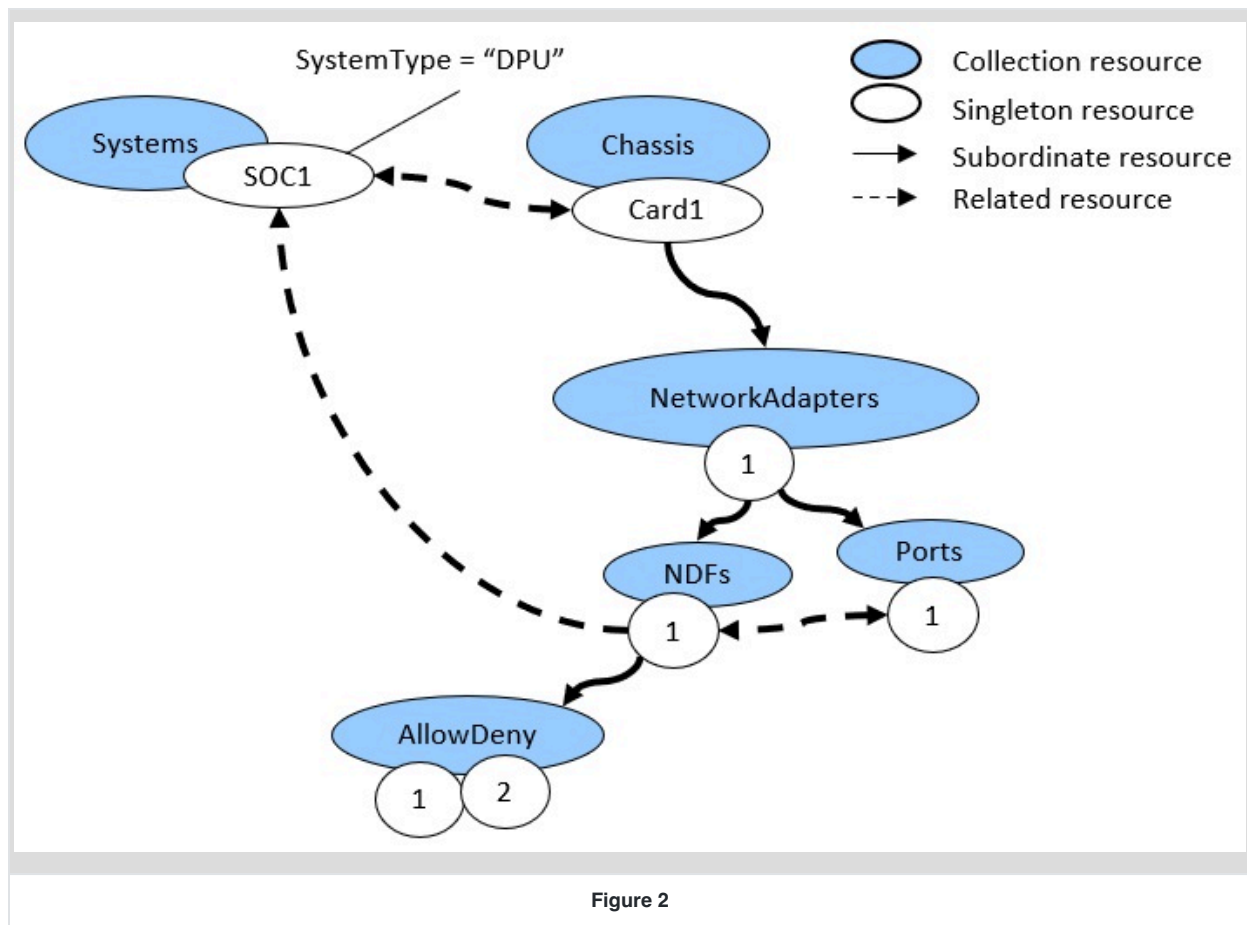 SystemType = “DPU”
Collection resource
Singleton resource
Subordinate resource
Related resource
Systems
SOC1
Chassis
Card1
NetworkAdapters
1
NDFs
1
Ports
1
AllowDeny
1
2
Figure 2